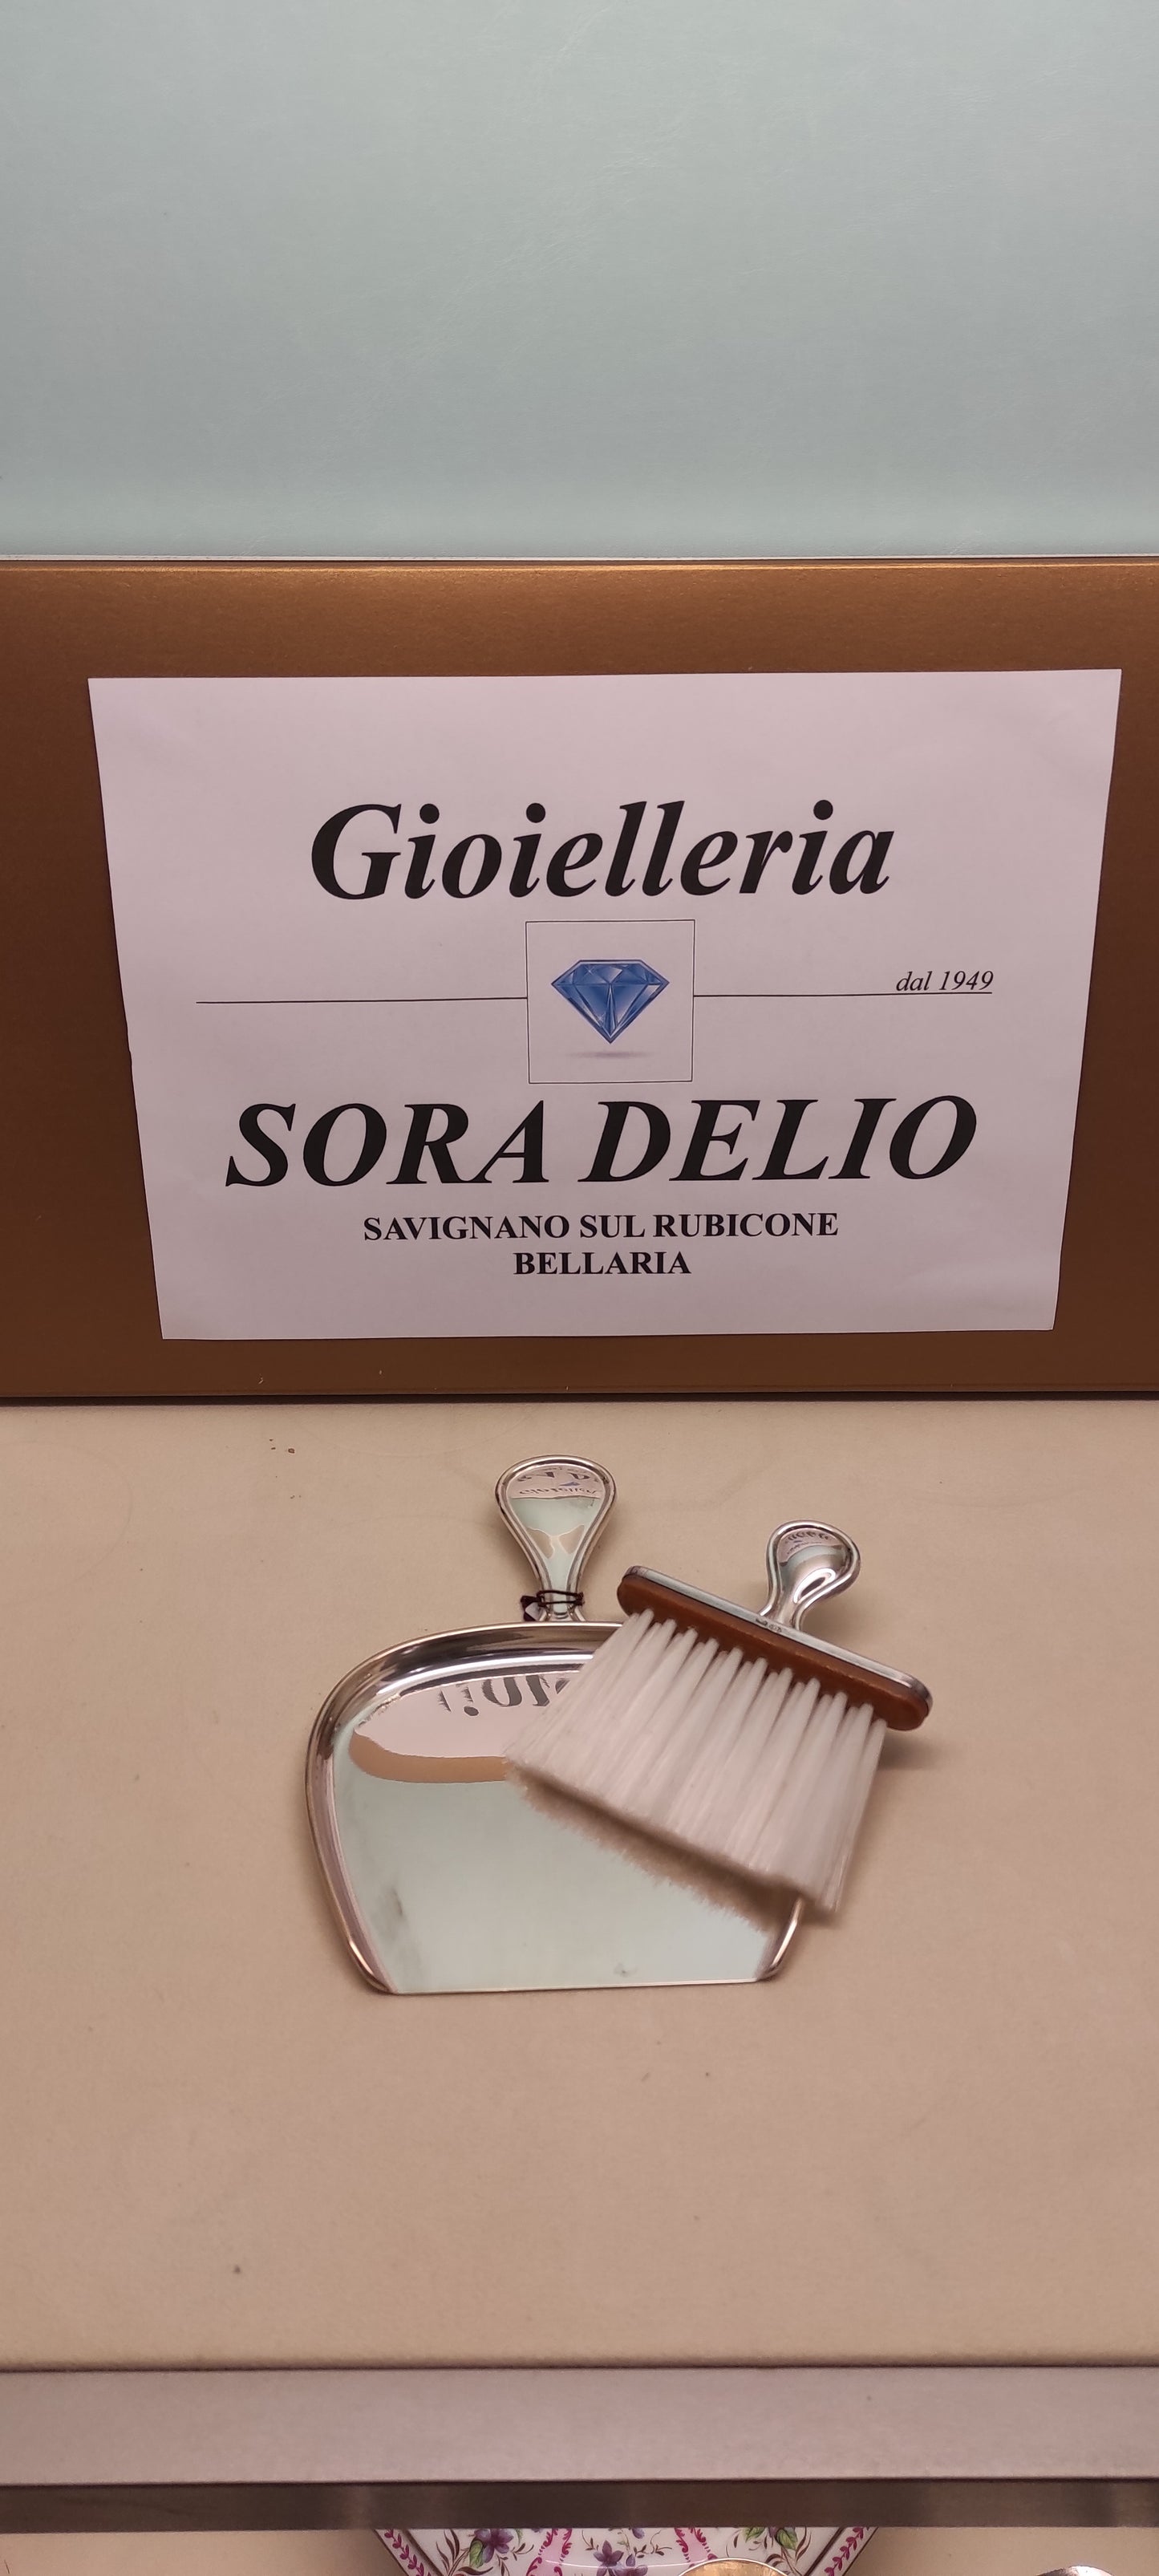 Gioielleria
dal 1949
SORA DELIO
SAVIGNANO SUL RUBICONE
BELLARIA